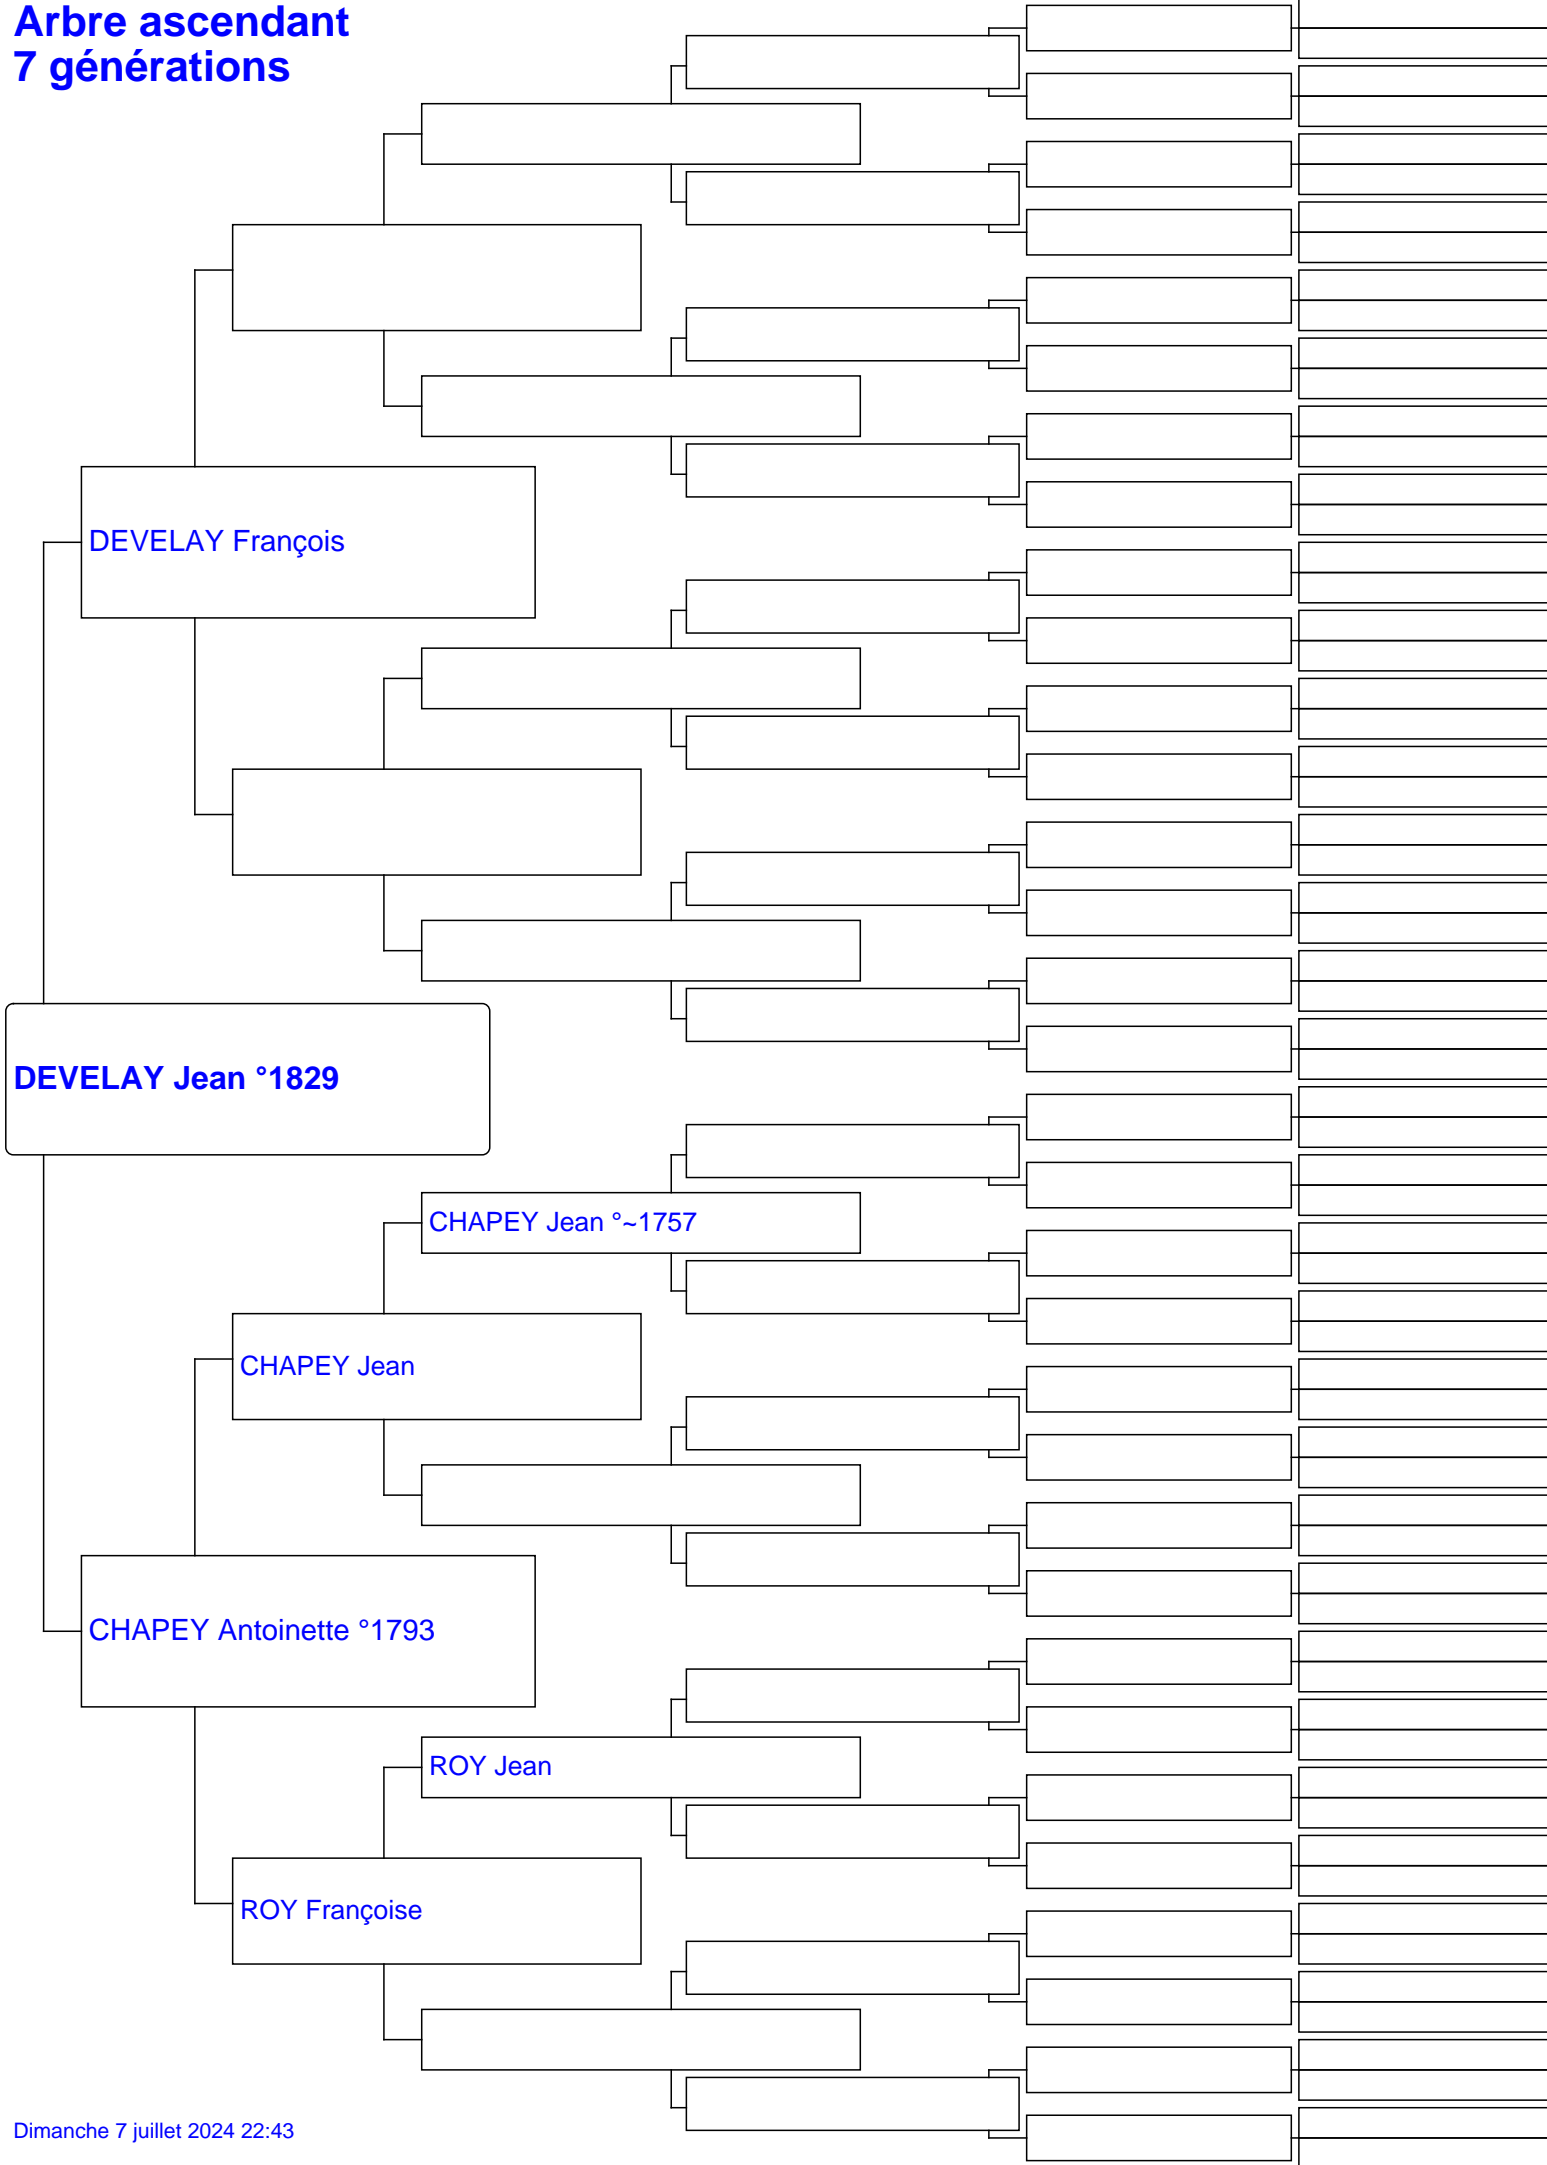 Arbre ascendant
7 générations
DEVELAY François
DEVELAY Jean °1829
CHAPEY Jean °~1757
CHAPEY Jean
CHAPEY Antoinette °1793
ROY Jean
ROY Françoise
Dimanche 7 juillet 2024 22:43